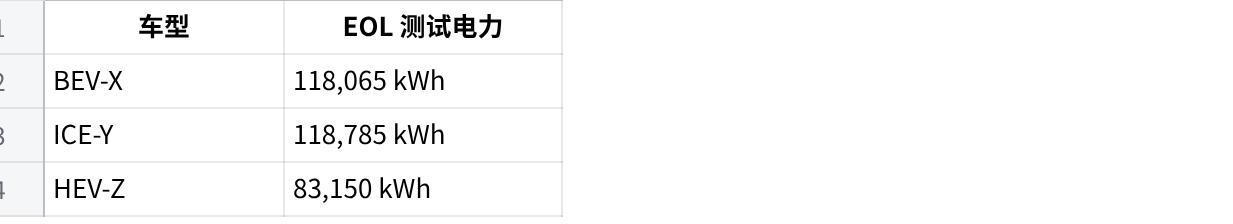 车型 EOL 测试电力
BEV-X 118,065 kWh
ICE-Y 118,785 kWh
HEV-Z 83,150 kWh